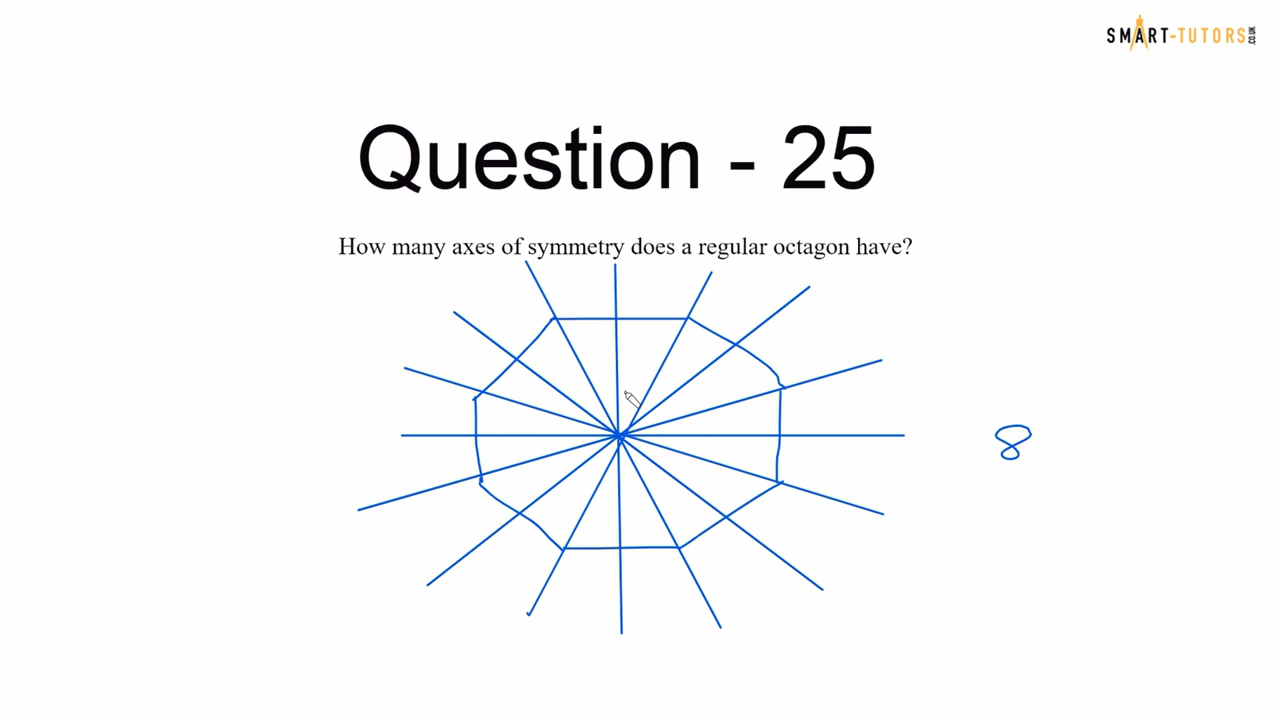 SMART-TUTORS.CO.UK
Question - 25
How many axes of symmetry does a regular octagon have?
8